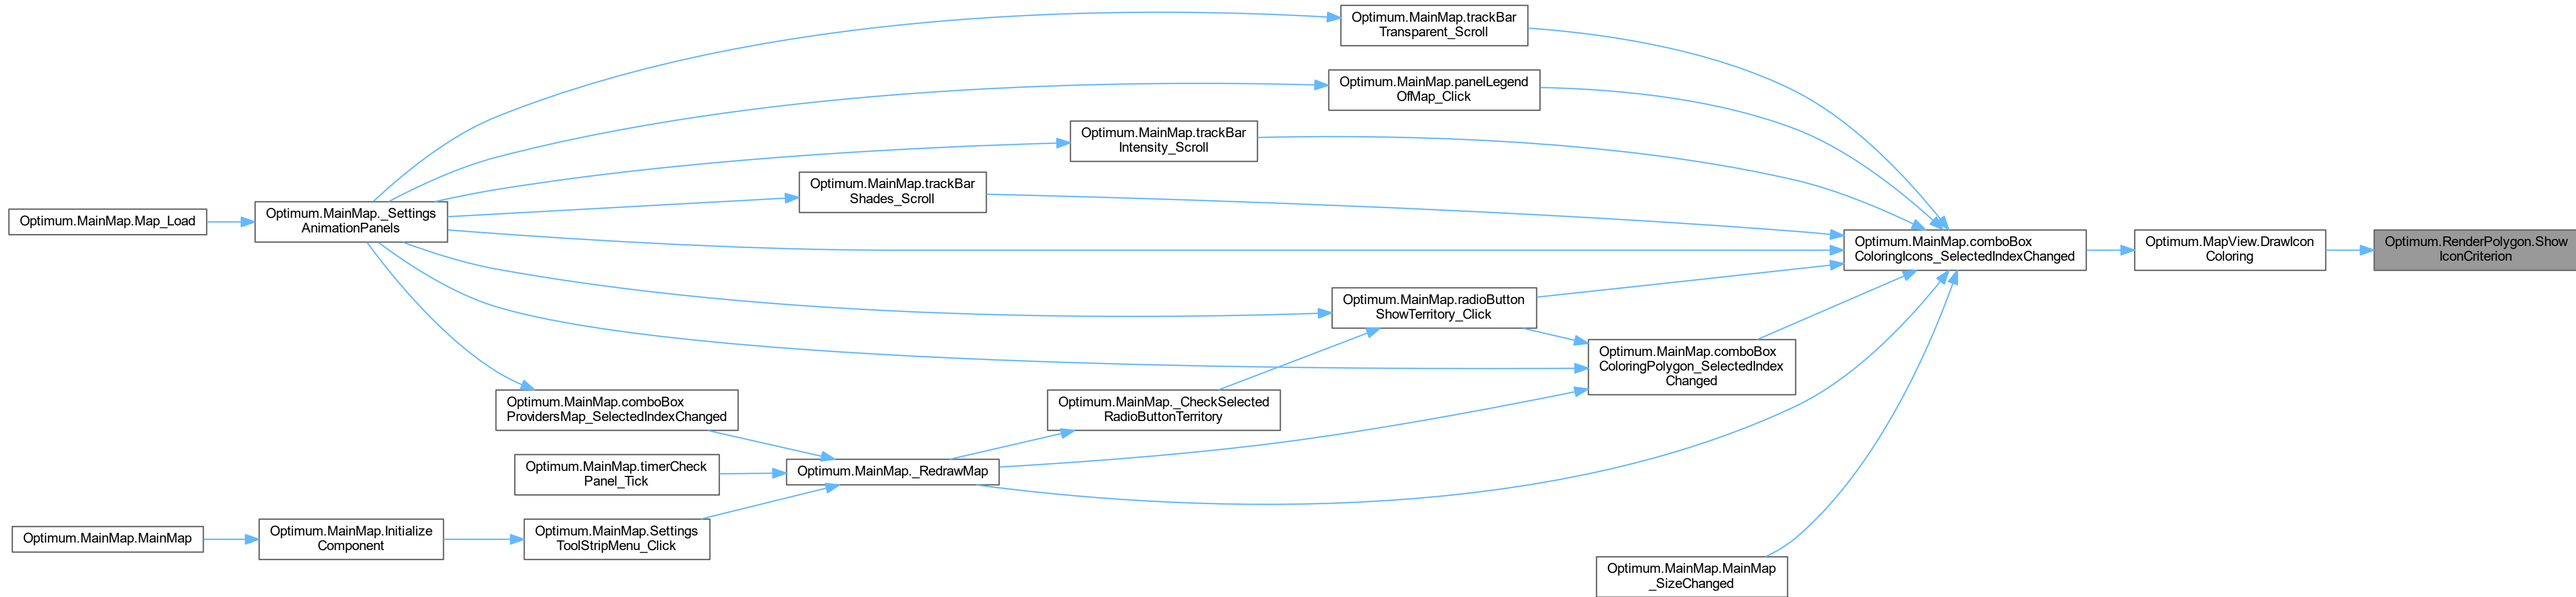 Optimum.MainMap.trackBar
Transparent_Scroll
Optimum.MainMap.panelLegend
OfMap_Click
Optimum.MainMap.trackBar
Intensity_Scroll
Optimum.MainMap.trackBar
Shades_Scroll
Optimum.MainMap.Map_Load
Optimum.MainMap._Settings
AnimationPanels
Optimum.MainMap.comboBox
ColoringIcons_SelectedIndexChanged
Optimum.MapView.DrawIcon
Coloring
Optimum.RenderPolygon.Show
IconCriterion
Optimum.MainMap.radioButton
ShowTerritory_Click
Optimum.MainMap.comboBox
ColoringPolygon_SelectedIndex
Changed
Optimum.MainMap.comboBox
ProvidersMap_SelectedIndexChanged
Optimum.MainMap._CheckSelected
RadioButtonTerritory
Optimum.MainMap.timerCheck
Panel_Tick
Optimum.MainMap._RedrawMap
Optimum.MainMap.MainMap
Optimum.MainMap.Initialize
Component
Optimum.MainMap.Settings
ToolStripMenu_Click
Optimum.MainMap.MainMap
_SizeChanged